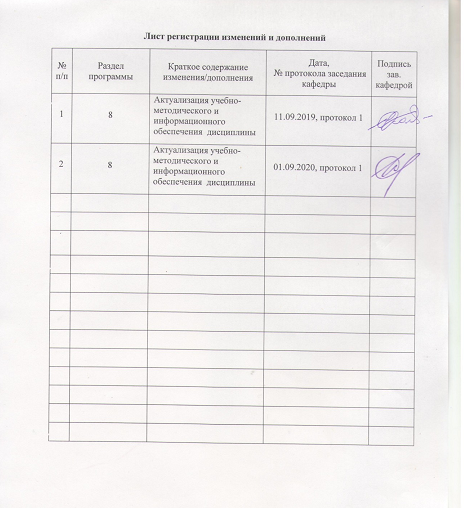 Лист регистрации изменений и дополнений
№ п/п
Раздел программы
Краткое содержание изменения/дополнения
Дата, № протокола заседания кафедры
Подпись зав. кафедрой
1
8
Актуализация учебно-
методического и
информационного
обеспечения дисциплины
11.09.2019, протокол 1
2
8
Актуализация учебно-
методического и
информационного
обеспечения дисциплины
01.09.2020, протокол 1